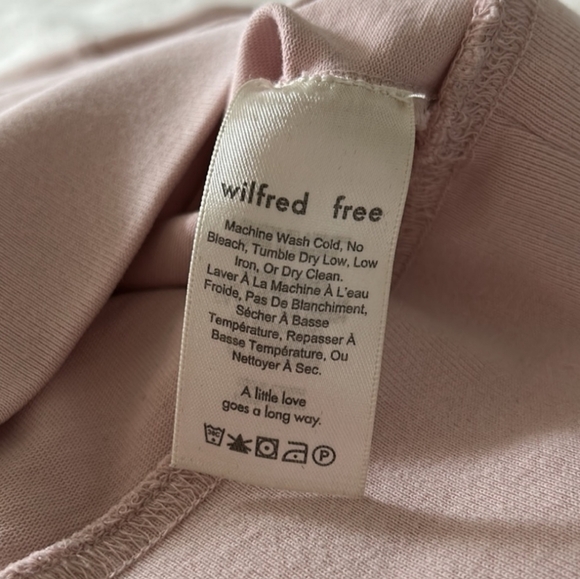 wilfred free
Machine Wash Cold, No
Bleach, Tumble Dry Low, Low
Iron, Or Dry Clean.
Laver À La Machine À L'eau
Froide, Pas De Blanchiment,
Sécher À Basse
Température, Repasser À
Basse Température, Ou
Nettoyer À Sec.
A little love
goes a long way.
30C P